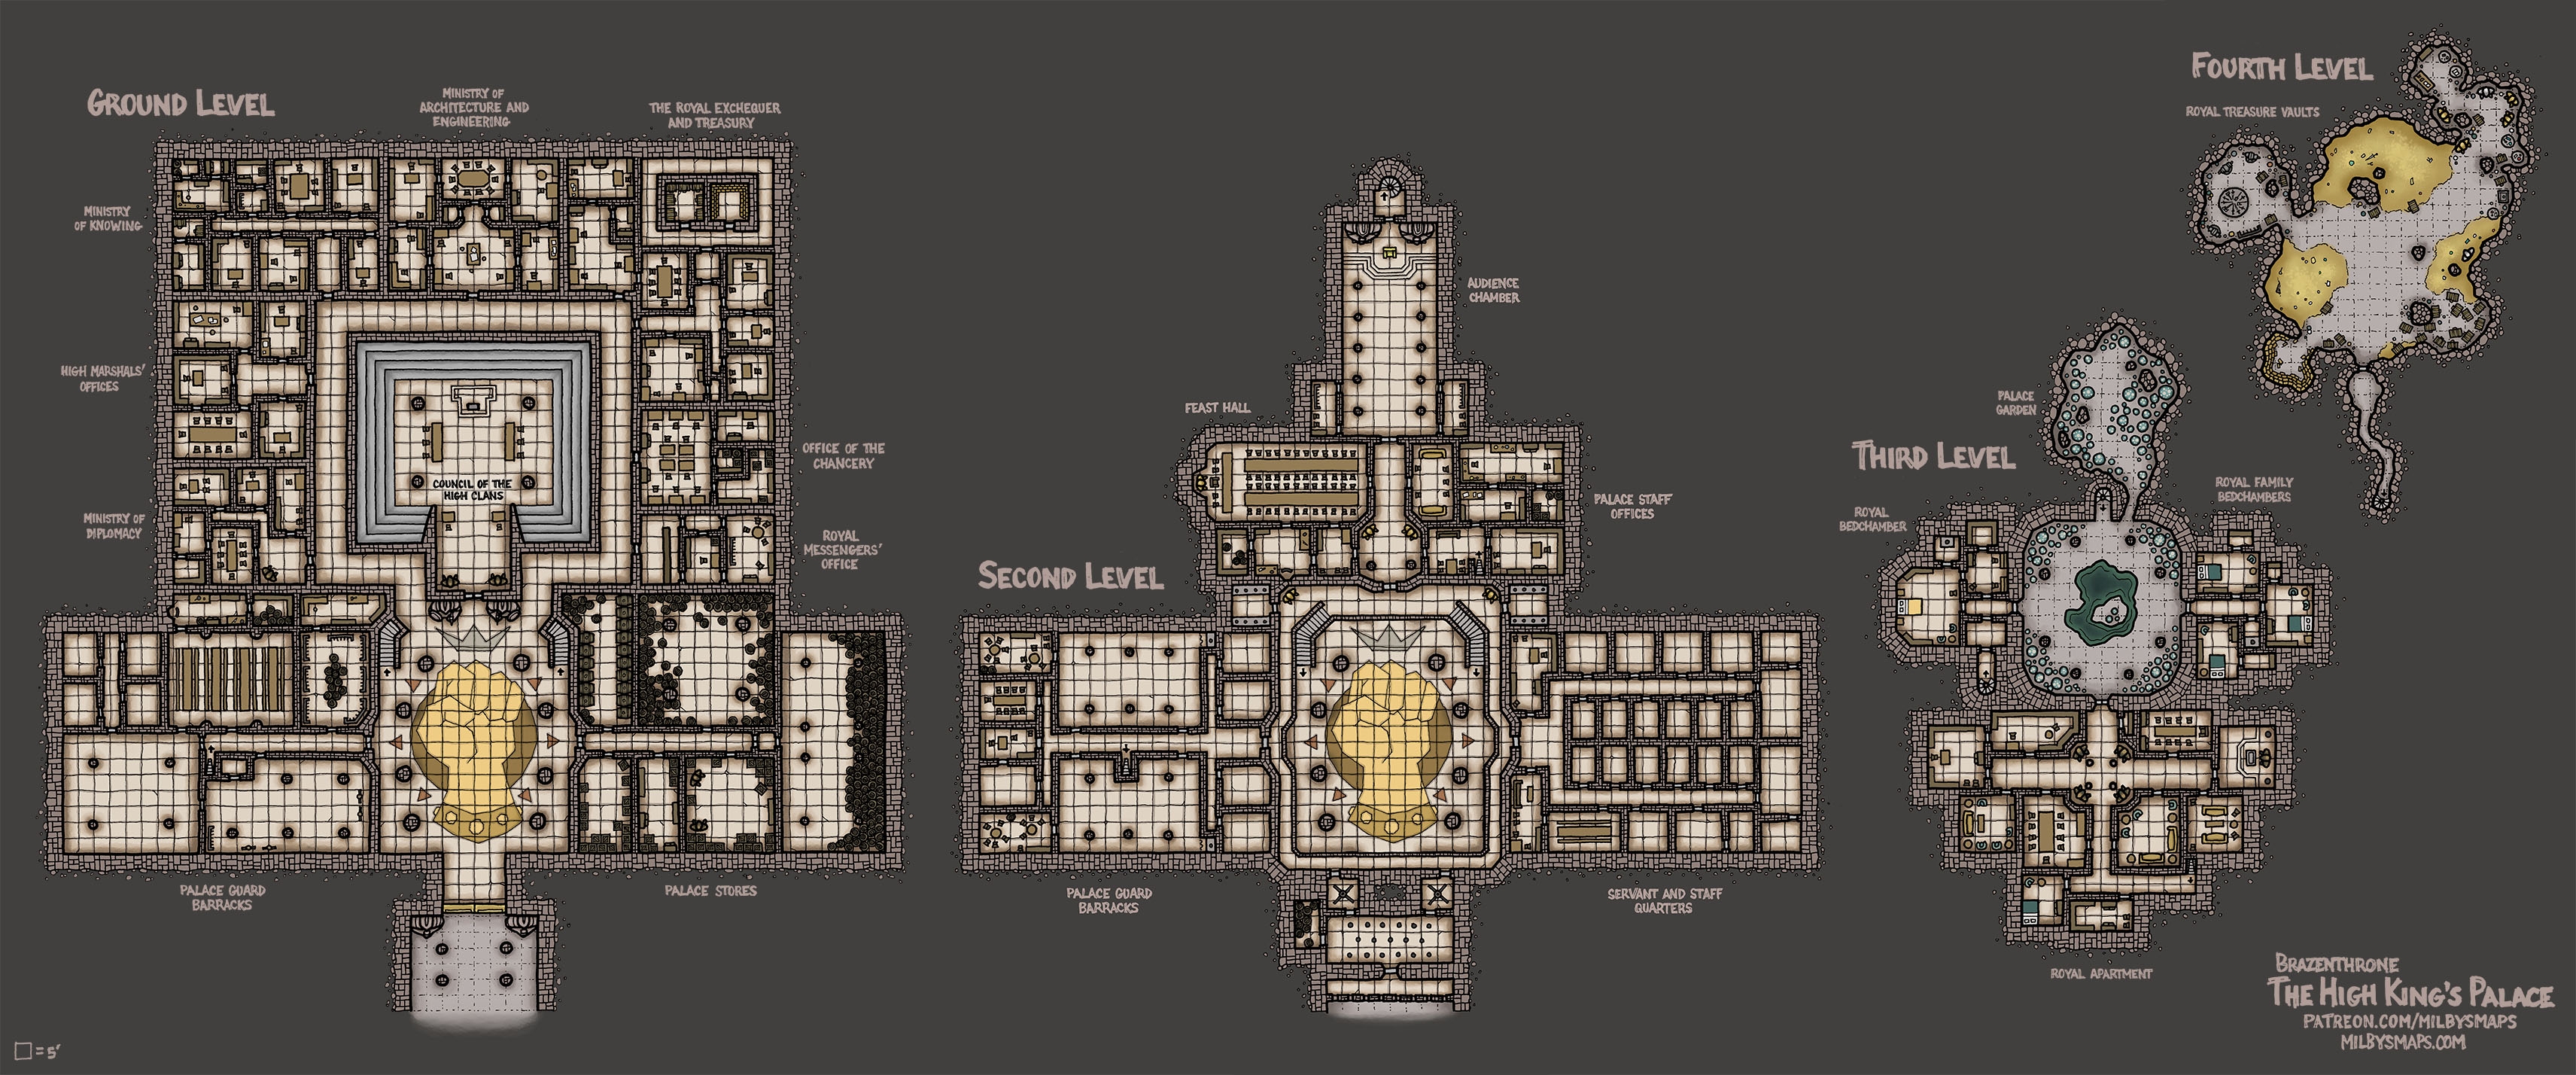 GROUND LEVEL
MINISTRY OF
ARCHITECTURE AND
ENGINEERING
THE ROYAL EXCHEQUER
AND TREASURY
MINISTRY
OF KNOWING
HIGH MARSHALS'
OFFICES
MINISTRY OF
DIPLOMACY
COUNCIL OF THE
HIGH CLANS
OFFICE OF THE
CHANCERY
ROYAL
MESSENGERS'
OFFICE
PALACE GUARD
BARRACKS
PALACE STORES
□ = 5'
SECOND LEVEL
AUDIENCE
CHAMBER
FEAST HALL
PALACE STAFF
OFFICES
PALACE GUARD
BARRACKS
SERVANT AND STAFF
QUARTERS
THIRD LEVEL
PALACE
GARDEN
ROYAL
BEDCHAMBER
ROYAL FAMILY
BEDCHAMBERS
ROYAL APARTMENT
FOURTH LEVEL
ROYAL TREASURE VAULTS
BRAZENTHRONE
THE HIGH KING'S PALACE
PATREON.COM/MILBYSMAPS
MILBYSMAPS.COM